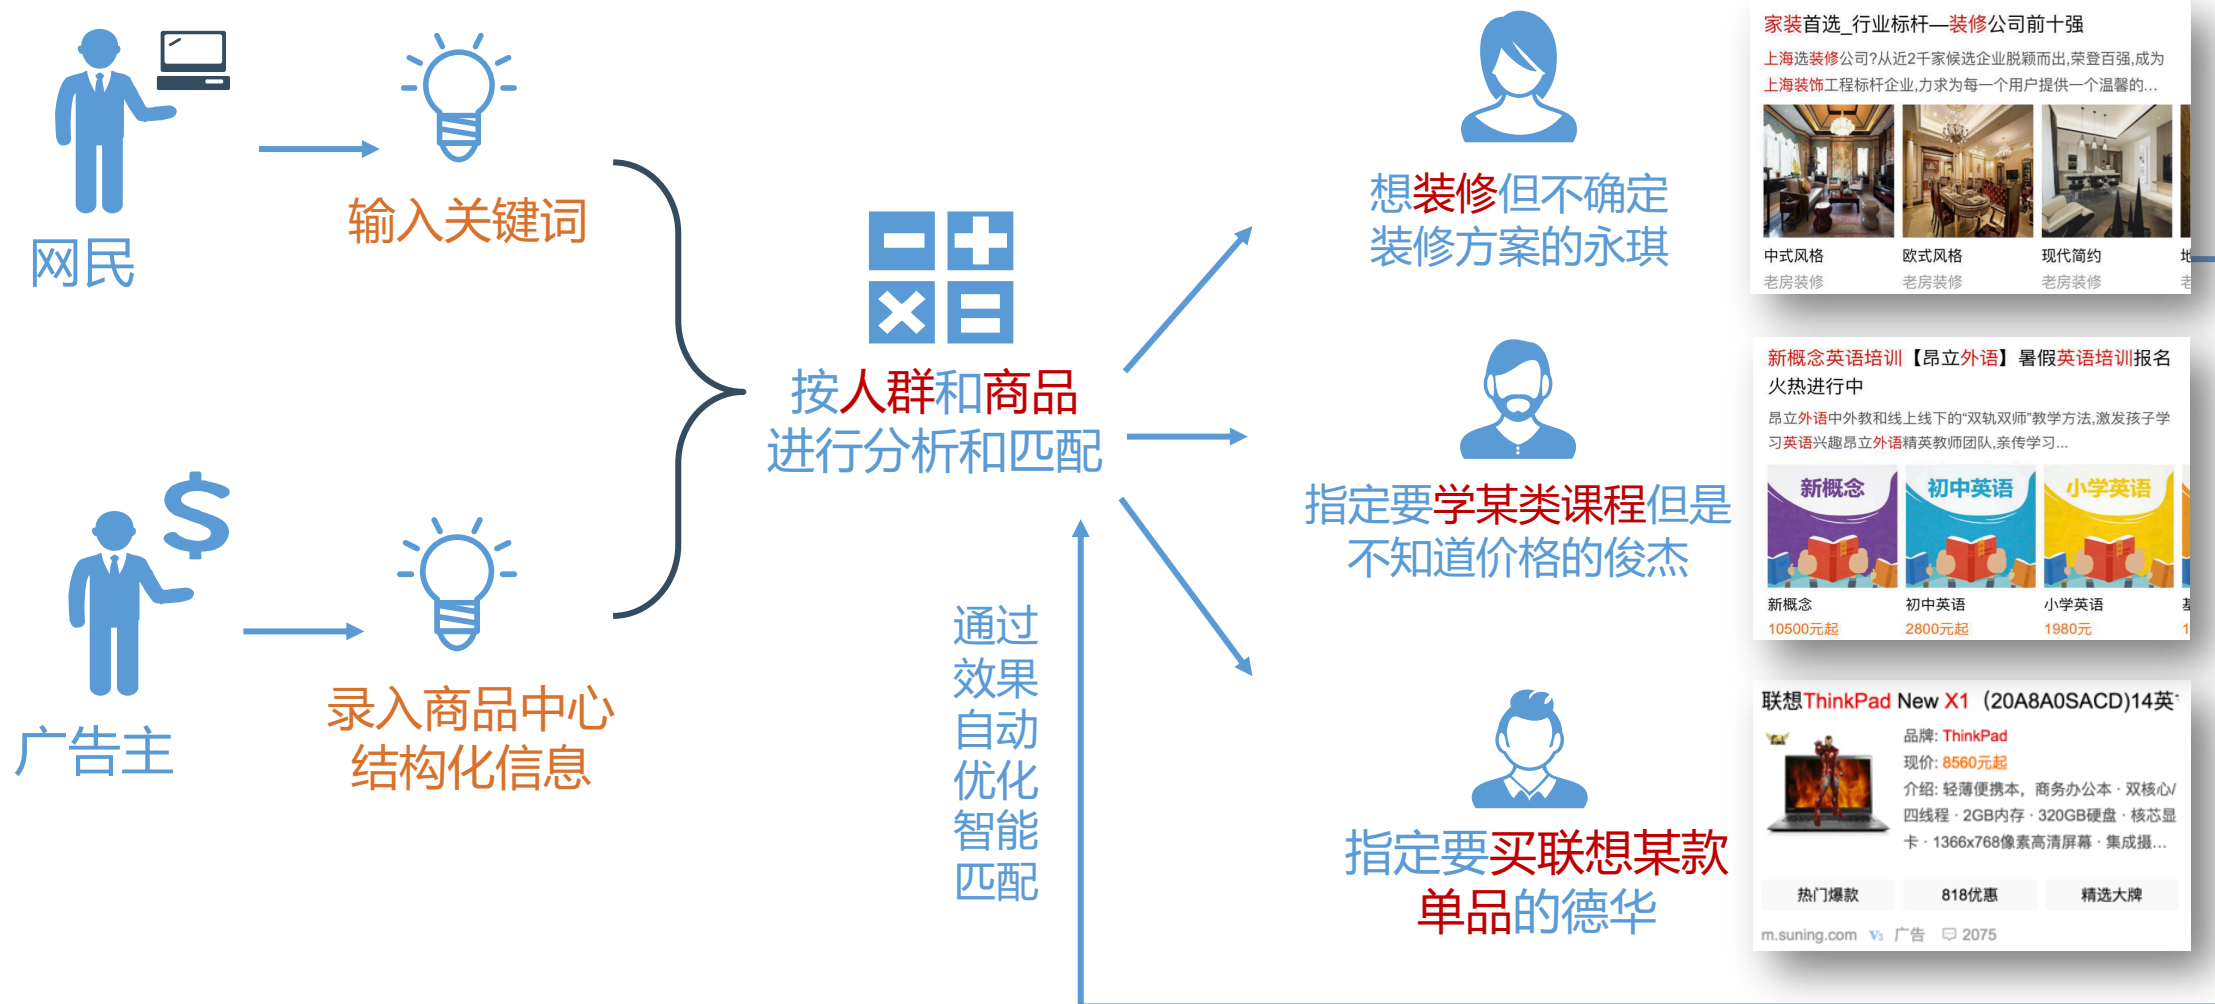 网民
输入关键词
广告主
录入商品中心
结构化信息
按人群和商品
进行分析和匹配
通过
效果
自动
优化
智能
匹配
想装修但不确定
装修方案的永琪
指定要学某类课程但是
不知道价格的俊杰
指定要买联想某款
单品的德华
家装首选_行业标杆—装修公司前十强
上海选装修公司?从近2千家候选企业脱颖而出,荣登百强,成为
上海装饰工程标杆企业,力求为每一个用户提供一个温馨的...
中式风格 欧式风格 现代简约 地
老房装修 老房装修 老房装修 老
新概念英语培训【昂立外语】暑假英语培训报名
火热进行中
昂立外语中外教和线上线下的“双轨双师”教学方法,激发孩子学
习英语兴趣昂立外语精英教师团队,亲传学习...
新概念 初中英语 小学英语
新概念 初中英语 小学英语
10500元起 2800元起 1980元 1
联想ThinkPad New X1（20A8A0SACD)14英
品牌: ThinkPad
现价: 8560元起
介绍: 轻薄便携本，商务办公本 · 双核心/
四线程 · 2GB内存 · 320GB硬盘 · 核芯显
卡 · 1366x768像素高清屏幕 · 集成摄...
热门爆款 818优惠 精选大牌
m.suning.com V3 广告 2075